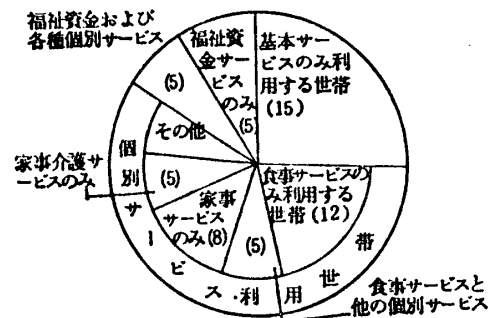 福祉資金および
各種個別サービス
福祉資
金サー
ビス
のみ
(5)
基本サー
ビスのみ利
用する世帯
(15)
(5)
その他
家事介護サ
ービスのみ
(5)
家事
サービス
のみ(8)
(5)
食事サービスの
み利用する
世帯(12)
個別サービス・利用世帯
食事サービスと
他の個別サービス